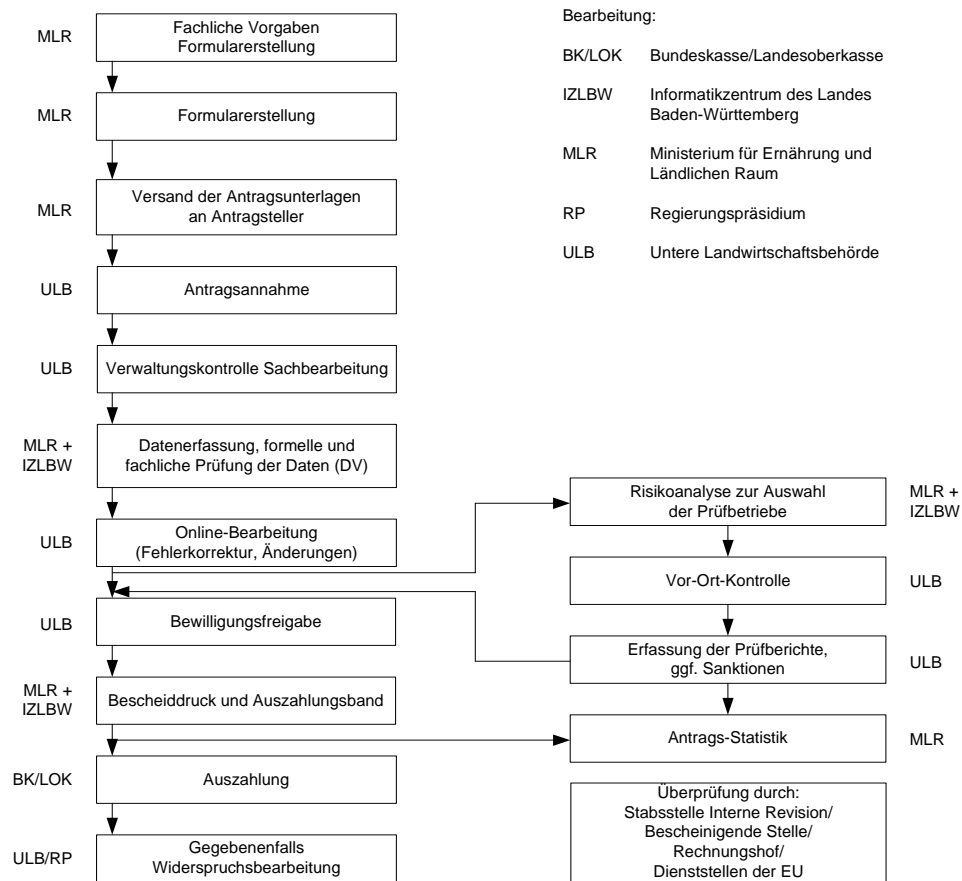 MLR
Fachliche Vorgaben
Formularerstellung
MLR
Formularerstellung
MLR
Versand der Antragsunterlagen
an Antragsteller
ULB
Antragsannahme
ULB
Verwaltungskontrolle Sachbearbeitung
MLR +
IZLBW
Datenerfassung, formelle und
fachliche Prüfung der Daten (DV)
ULB
Online-Bearbeitung
(Fehlerkorrektur, Änderungen)
ULB
Bewilligungsfreigabe
MLR +
IZLBW
Bescheiddruck und Auszahlungsband
BK/LOK
Auszahlung
ULB/RP
Gegebenenfalls
Widerspruchsbearbeitung
Bearbeitung:
BK/LOK Bundeskasse/Landesoberkasse
IZLBW Informatikzentrum des Landes
Baden-Württemberg
MLR Ministerium für Ernährung und
Ländlichen Raum
RP Regierungspräsidium
ULB Untere Landwirtschaftsbehörde
Risikoanalyse zur Auswahl
der Prüfbetriebe
MLR +
IZLBW
Vor-Ort-Kontrolle
ULB
Erfassung der Prüfberichte,
ggf. Sanktionen
ULB
Antrags-Statistik
MLR
Überprüfung durch:
Stabsstelle Interne Revision/
Bescheinigende Stelle/
Rechnungshof/
Dienststellen der EU